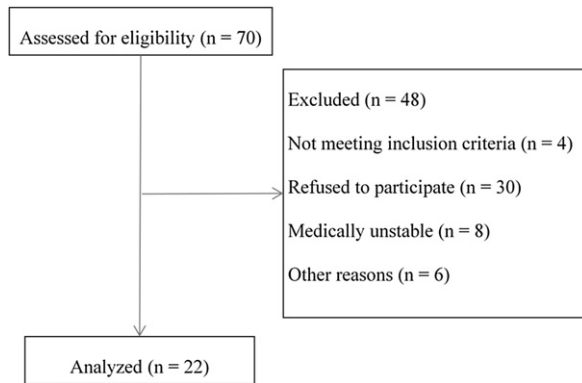 Assessed for eligibility (n = 70)
Excluded (n = 48)
Not meeting inclusion criteria (n = 4)
Refused to participate (n = 30)
Medically unstable (n = 8)
Other reasons (n = 6)
Analyzed (n = 22)